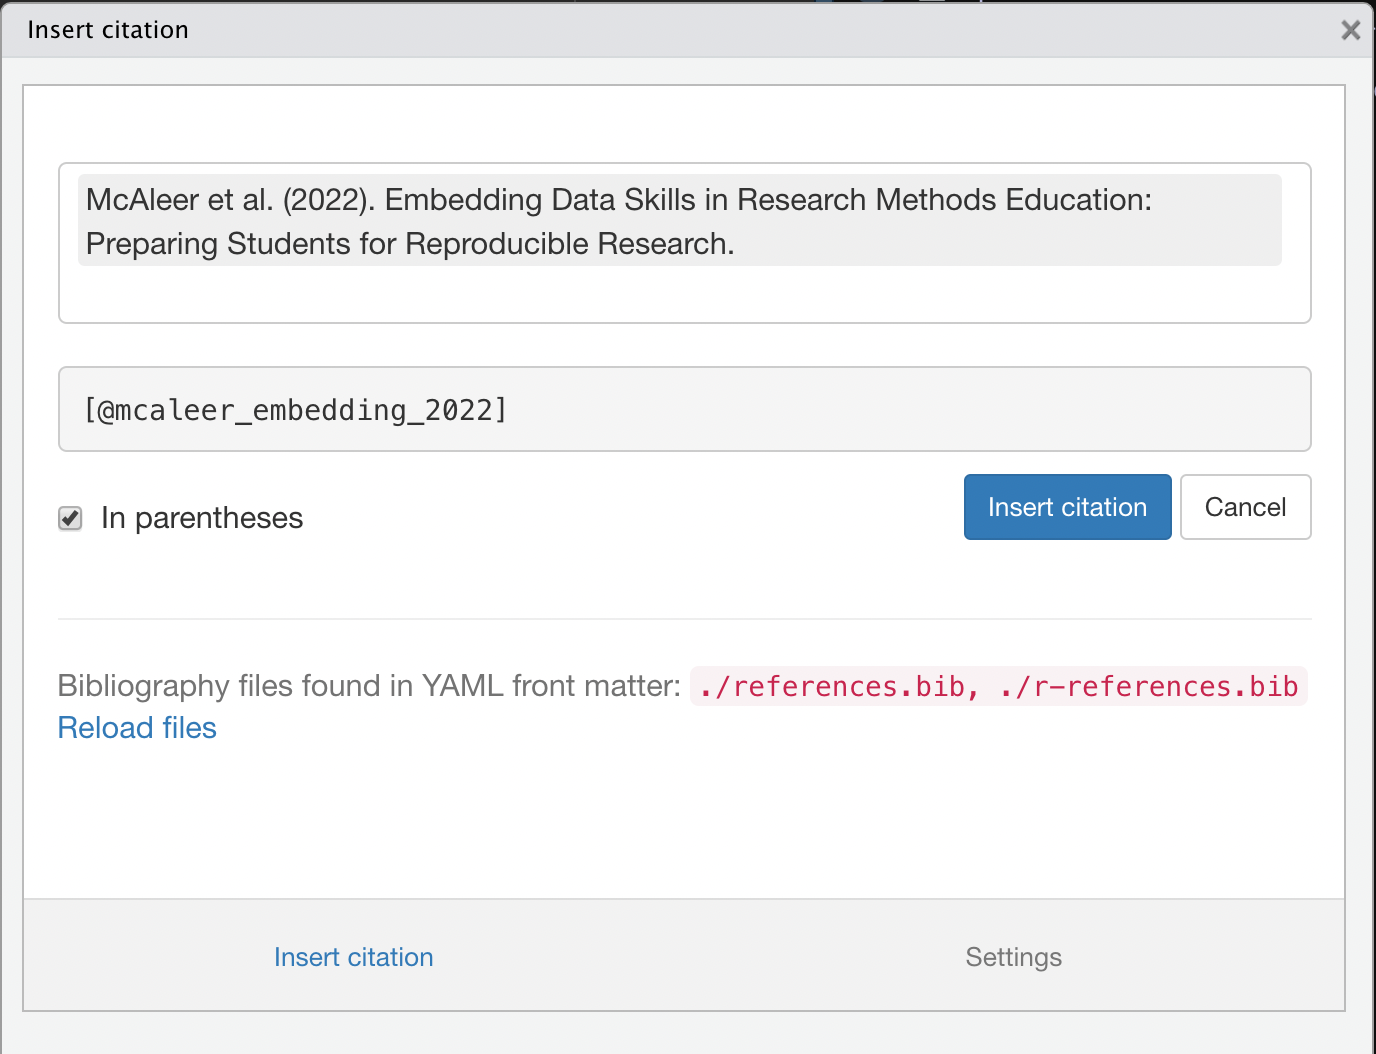 Insert citation
McAleer et al. (2022). Embedding Data Skills in Research Methods Education:
Preparing Students for Reproducible Research.
[@mcaleer_embedding_2022]
In parentheses
Insert citation
Cancel
Bibliography files found in YAML front matter: ./references.bib, ./r-references.bib
Reload files
Insert citation
Settings